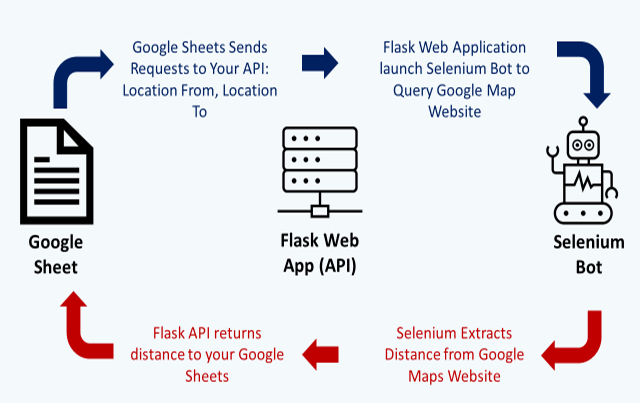 Google Sheets Sends
Requests to Your API:
Location From, Location
To
Flask Web Application
launch Selenium Bot to
Query Google Map
Website
Google
Sheet
Flask Web
App (API)
Selenium
Bot
Flask API returns
distance to your Google
Sheets
Selenium Extracts
Distance from Google
Maps Website